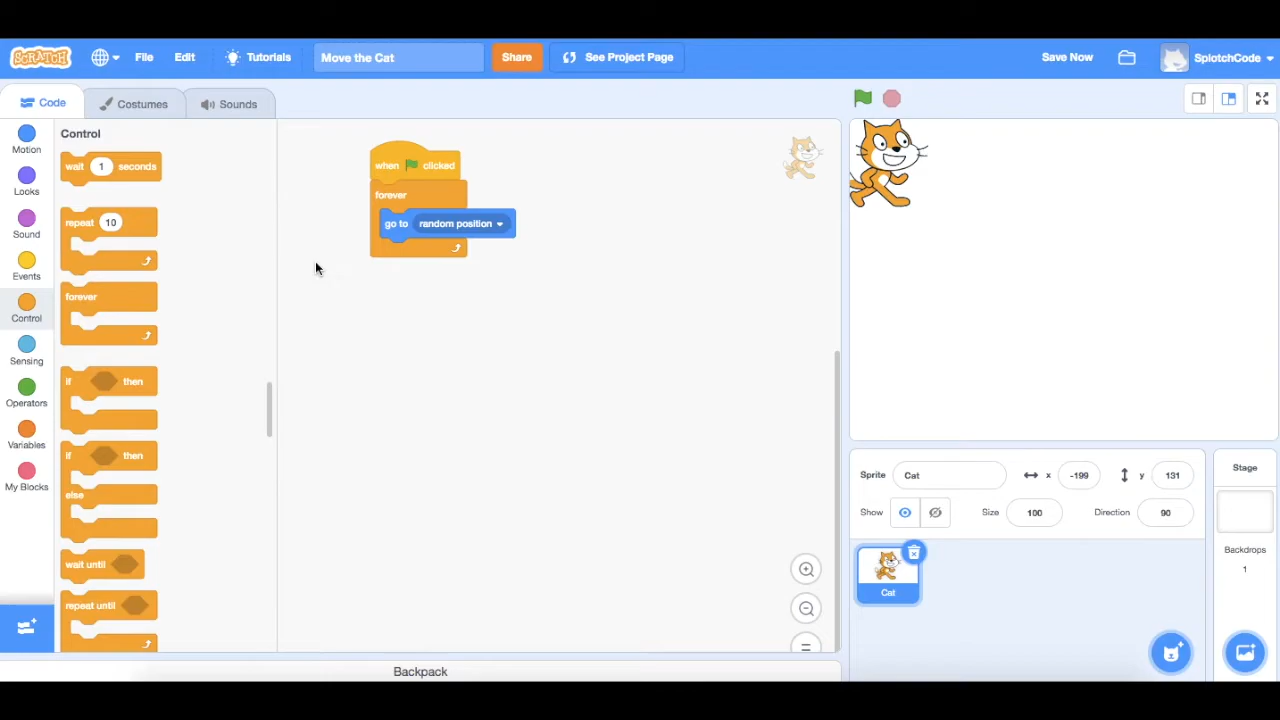 SCRATCH
File
Edit
Tutorials
Move the Cat
Share
See Project Page
Save Now
SplotchCode
Code
Costumes
Sounds
Motion
Looks
Sound
Events
Control
Sensing
Operators
Variables
My Blocks
Control
wait 1 seconds
repeat 10
forever
if then
if then
else
wait until
repeat until
when clicked
forever
go to random position
Backpack
Sprite Cat x -199 y 131
Show Size 100 Direction 90
Cat
Stage
Backdrops
1